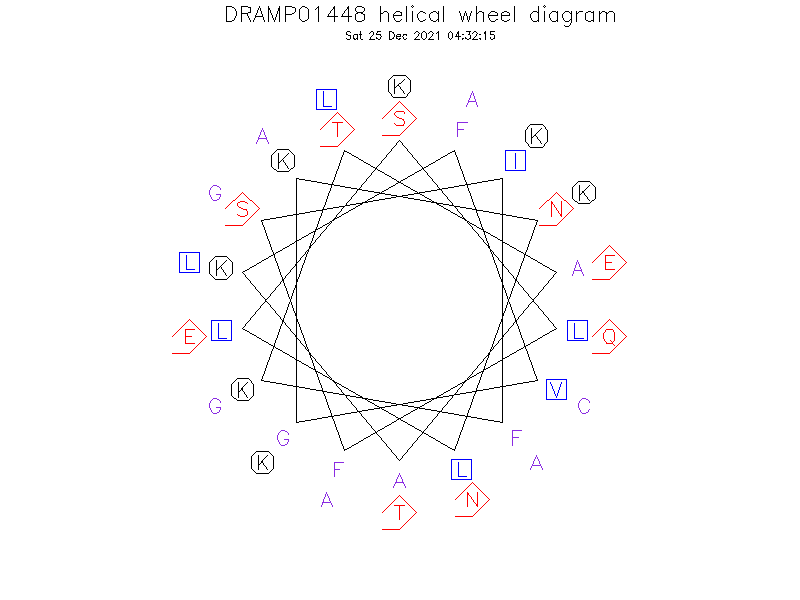 DRAMP01448 helical wheel diagram
Sat 25 Dec 2021 04:32:15
K
L A
S
T F
A K
K I
G K
S N
L E
K A
E L L Q
K V
G C
G F
K A
F L
A
A N
T